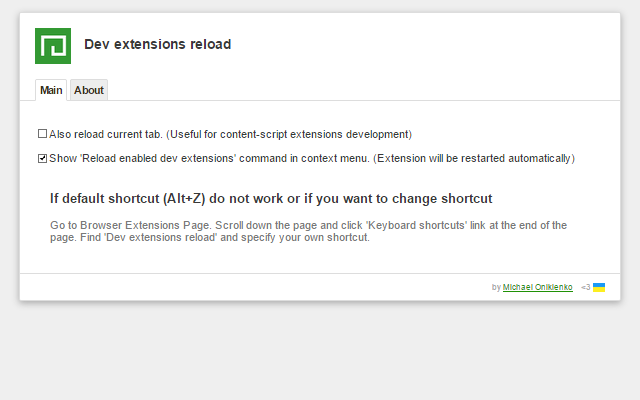 Dev extensions reload
Main About
Also reload current tab. (Useful for content-script extensions development)
Show 'Reload enabled dev extensions' command in context menu. (Extension will be restarted automatically)
If default shortcut (Alt+Z) do not work or if you want to change shortcut
Go to Browser Extensions Page. Scroll down the page and click 'Keyboard shortcuts' link at the end of the
page. Find 'Dev extensions reload' and specify your own shortcut.
by Michael Onikienko <3